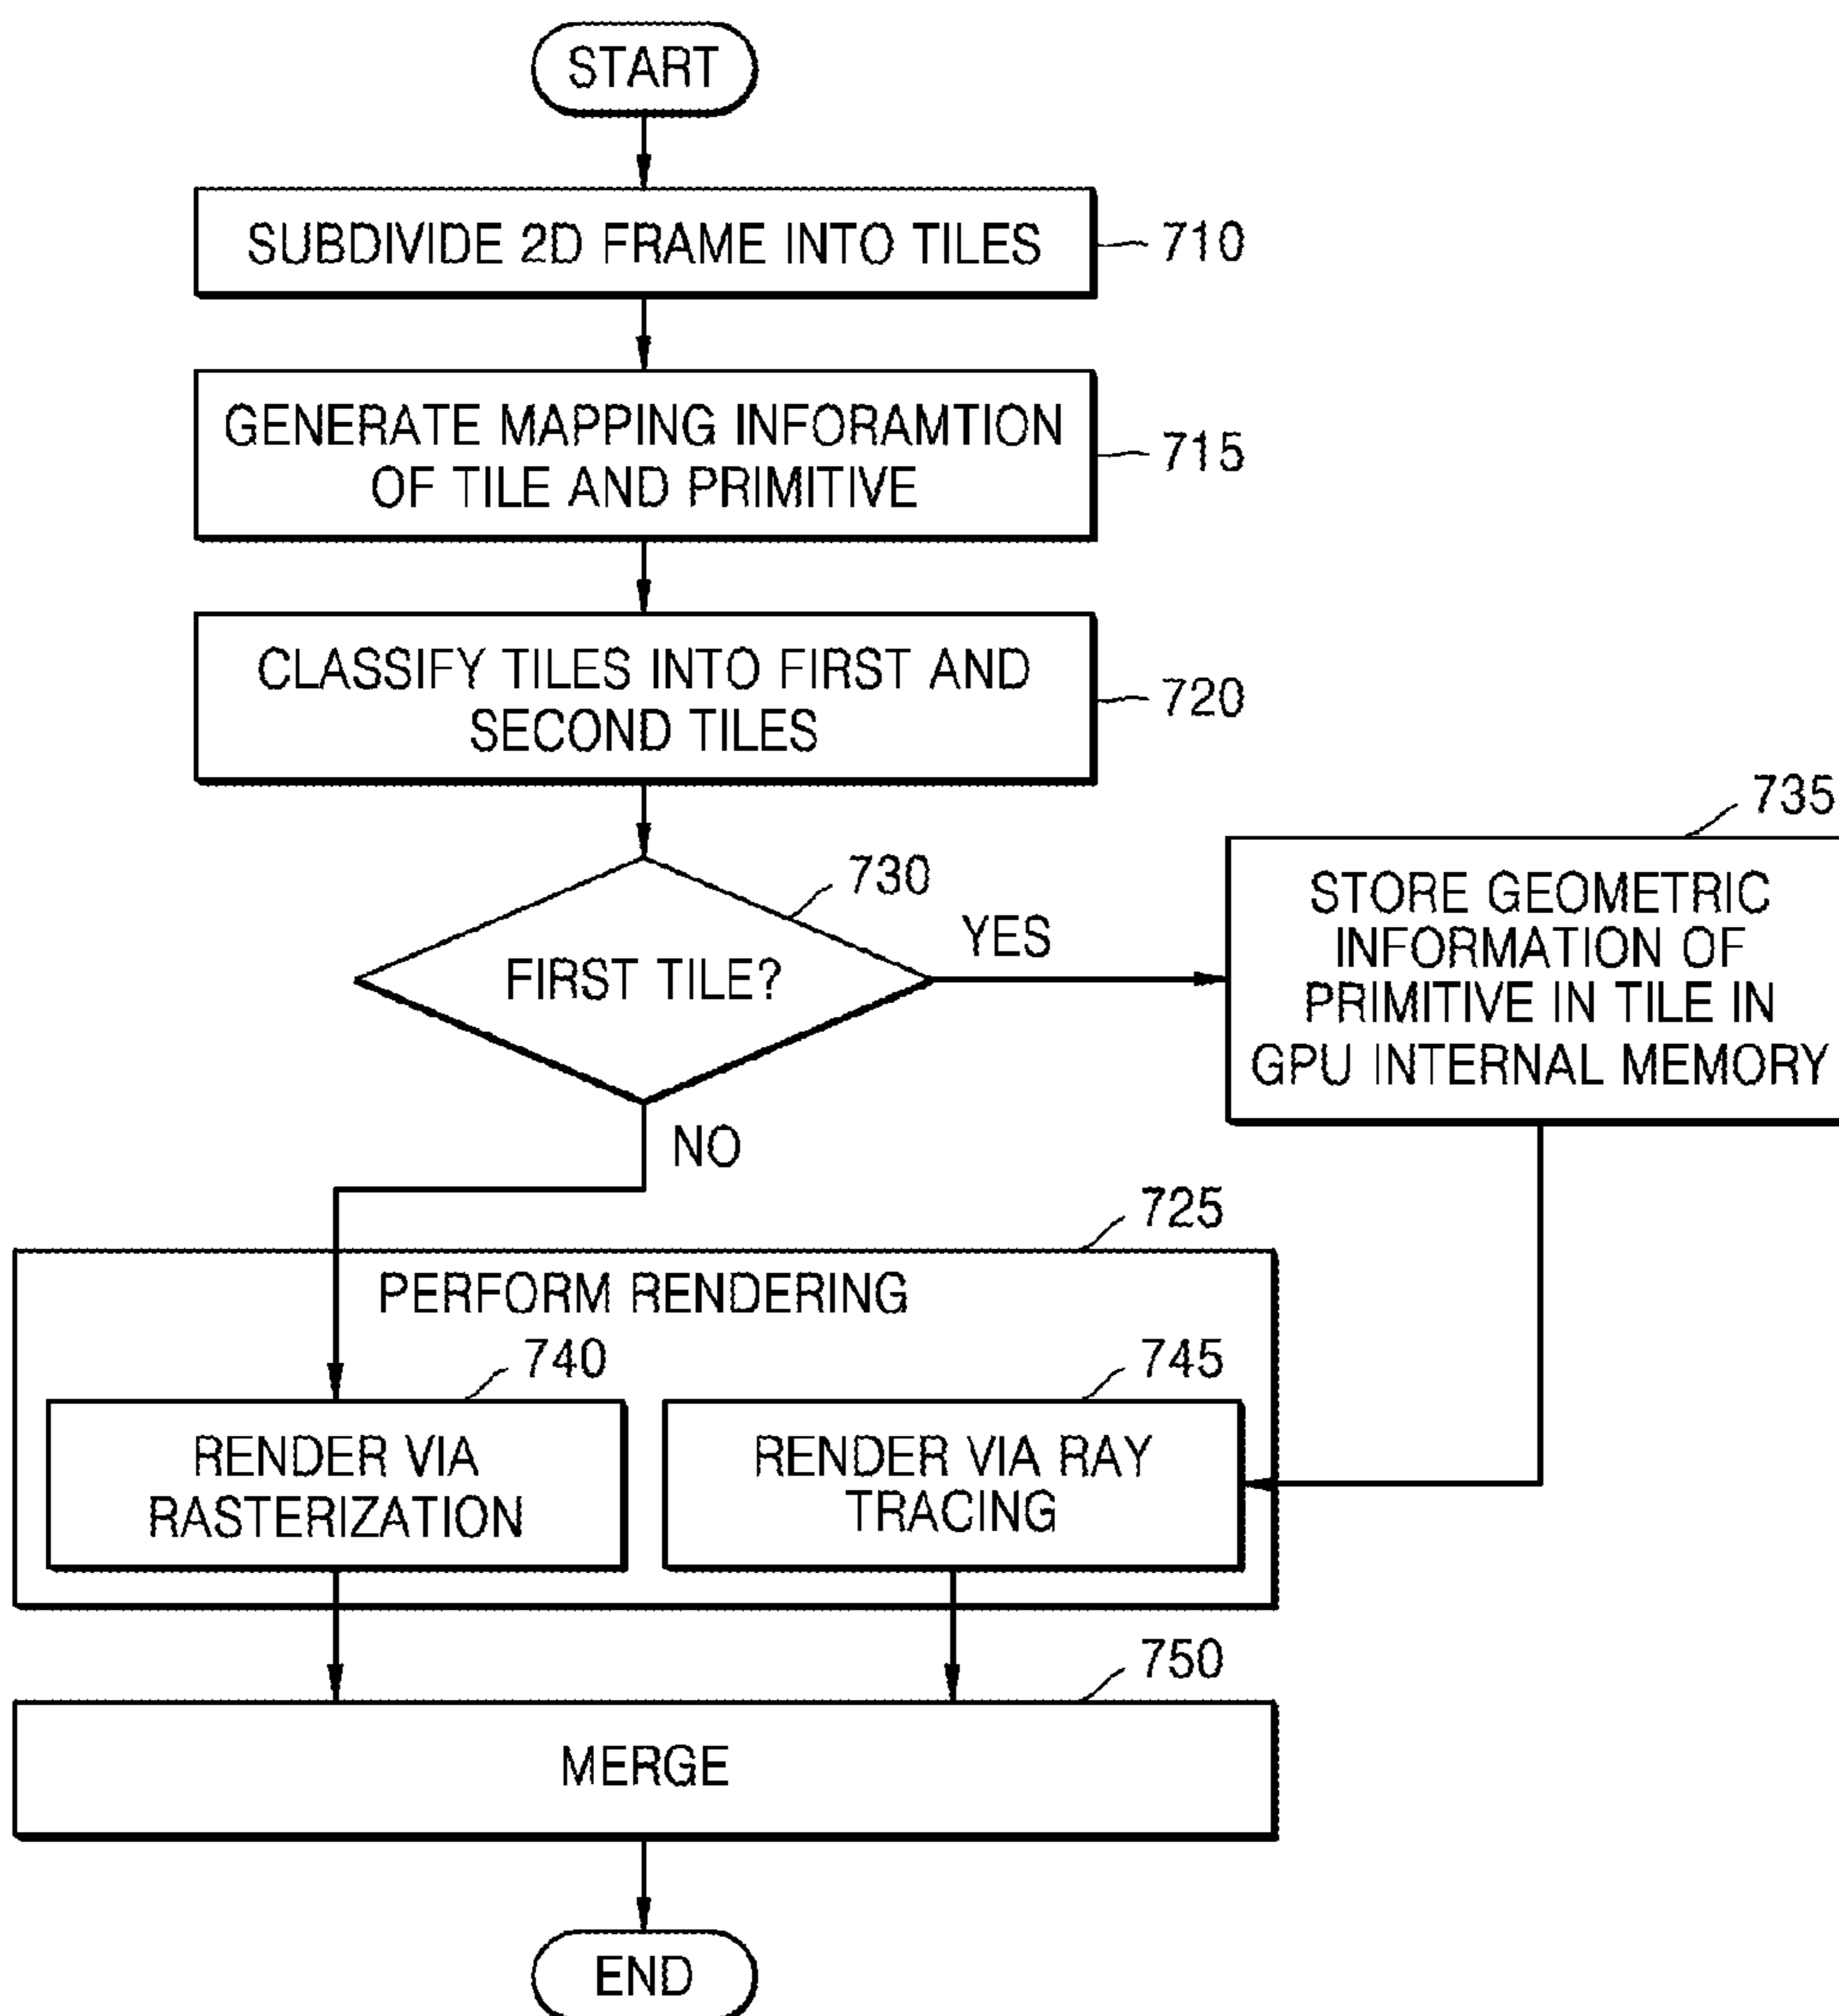 START
SUBDIVIDE 2D FRAME INTO TILES
710
GENERATE MAPPING INFORAMTION
OF TILE AND PRIMITIVE
715
CLASSIFY TILES INTO FIRST AND
SECOND TILES
720
730
FIRST TILE?
YES
735
STORE GEOMETRIC
INFORMATION OF
PRIMITIVE IN TILE IN
GPU INTERNAL MEMORY
NO
725
PERFORM RENDERING
740
RENDER VIA
RASTERIZATION
745
RENDER VIA RAY
TRACING
750
MERGE
END